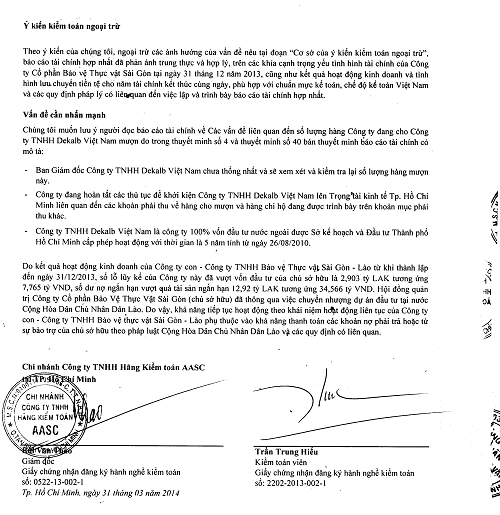 Ý kiến kiểm toán ngoại trừ
Theo ý kiến của chúng tôi, ngoại trừ các ảnh hưởng của vấn đề nêu tại đoạn "Cơ sở của ý kiến kiểm toán ngoại trừ",
báo cáo tài chính hợp nhất đã phản ánh trung thực và hợp lý, trên các khía cạnh trọng yếu tình hình tài chính của Công
ty Cổ phần Bảo vệ Thực vật Sài Gòn tại ngày 31 tháng 12 năm 2013, cũng như kết quả hoạt động kinh doanh và tình
hình lưu chuyển tiền tệ cho năm tài chính kết thúc cùng ngày, phù hợp với chuẩn mực kế toán, chế độ kế toán Việt Nam
và các quy định pháp lý có liên quan đến việc lập và trình bày báo cáo tài chính hợp nhất.
Vấn đề cần nhấn mạnh
Chúng tôi muốn lưu ý người đọc báo cáo tài chính về Các vấn đề liên quan đến số lượng hàng Công ty đang cho Công
ty TNHH Dekalb Việt Nam mượn do trong thuyết minh số 4 và thuyết minh số 40 bản thuyết minh báo cáo tài chính có
mô tả:
- Ban Giám đốc Công ty TNHH Dekalb Việt Nam chưa thống nhất và sẽ xem xét và kiểm tra lại số lượng hàng mượn
này.
- Công ty đang hoàn tất các thủ tục để khởi kiện Công ty TNHH Dekalb Việt Nam lên Trọng tài kinh tế Tp. Hồ Chí
Minh liên quan đến các khoản phải thu về hàng cho mượn và hàng chi hộ đang được trình bày trên khoản mục phải
thu khác.
- Công ty TNHH Dekalb Việt Nam là công ty 100% vốn đầu tư nước ngoài được Sở kế hoạch và Đầu tư Thành phố
Hồ Chí Minh cấp phép hoạt động với thời gian là 5 năm tính từ ngày 26/08/2010.
Do kết quả hoạt động kinh doanh của Công ty con - Công ty TNHH Bảo vệ Thực vật Sài Gòn - Lào từ khi thành lập
đến ngày 31/12/2013, số lỗ lũy kế của Công ty này đã vượt vốn đầu tư của chủ sở hữu là 2,903 tỷ LAK tương ứng
7,765 tỷ VND, số dư nợ ngắn hạn vượt quá tài sản ngắn hạn 12,92 tỷ LAK tương ứng 34,566 tỷ VND. Hội đồng quản
trị Công ty Cổ phần Bảo Vệ Thực Vật Sài Gòn (chủ sở hữu) đã thông qua việc chuyển nhượng dự án đầu tư tại nước
Cộng Hòa Dân Chủ Nhân Dân Lào. Do vậy, khả năng tiếp tục hoạt động theo khái niệm hoạt động liên tục của Công ty
con - Công ty TNHH Bảo vệ thực vật Sài Gòn - Lào phụ thuộc vào khả năng thanh toán các khoản nợ phải trả hoặc từ
sự bảo trợ của chủ sở hữu theo pháp luật Cộng Hòa Dân Chủ Nhân Dân Lào và các quy định có liên quan.
Chi nhánh Công ty TNHH Hãng Kiểm toán AASC
tại TP. Hồ Chí Minh
CHI NHÁNH
CÔNG TY TNHH
HÃNG KIỂM TOÁN
AASC
Trần Trung Hiếu
Giám đốc
Kiểm toán viên
Giấy chứng nhận đăng ký hành nghề kiểm toán
Giấy chứng nhận đăng ký hành nghề kiểm toán
số: 0522-13-002-1
số: 2202-2013-002-1
Tp. Hồ Chí Minh, ngày 31 tháng 03 năm 2014